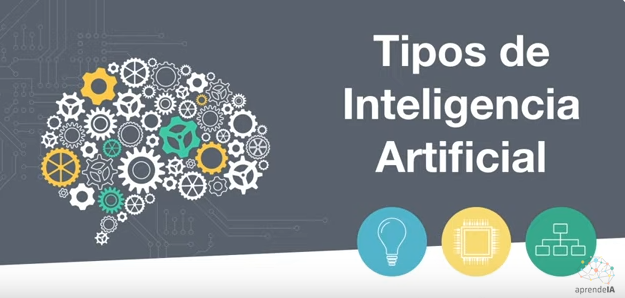 Tipos de
Inteligencia
Artificial
aprendeIA